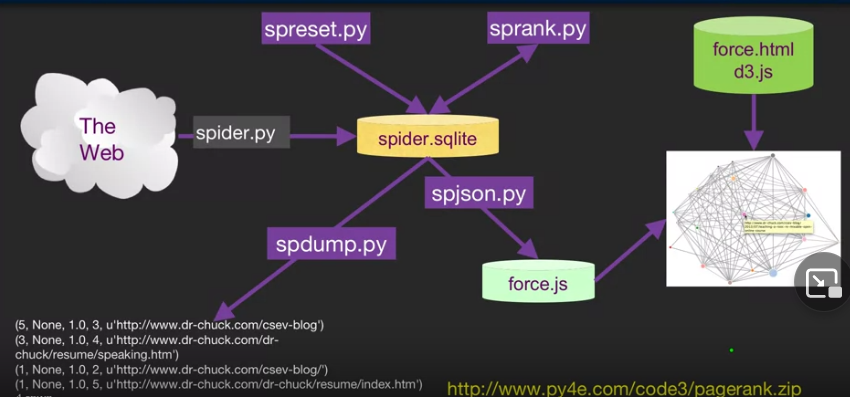 spreset.py
sprank.py
force.html
d3.js
The
Web
spider.py
spider.sqlite
spjson.py
spdump.py
force.js
(5, None, 1.0, 3, u'http://www.dr-chuck.com/csev-blog')
(3, None, 1.0, 4, u'http://www.dr-chuck.com/dr-
chuck/resume/speaking.htm')
(1, None, 1.0, 2, u'http://www.dr-chuck.com/csev-blog/')
(1, None, 1.0, 5, u'http://www.dr-chuck.com/dr-chuck/resume/index.htm')
http://www.py4e.com/code3/pagerank.zip